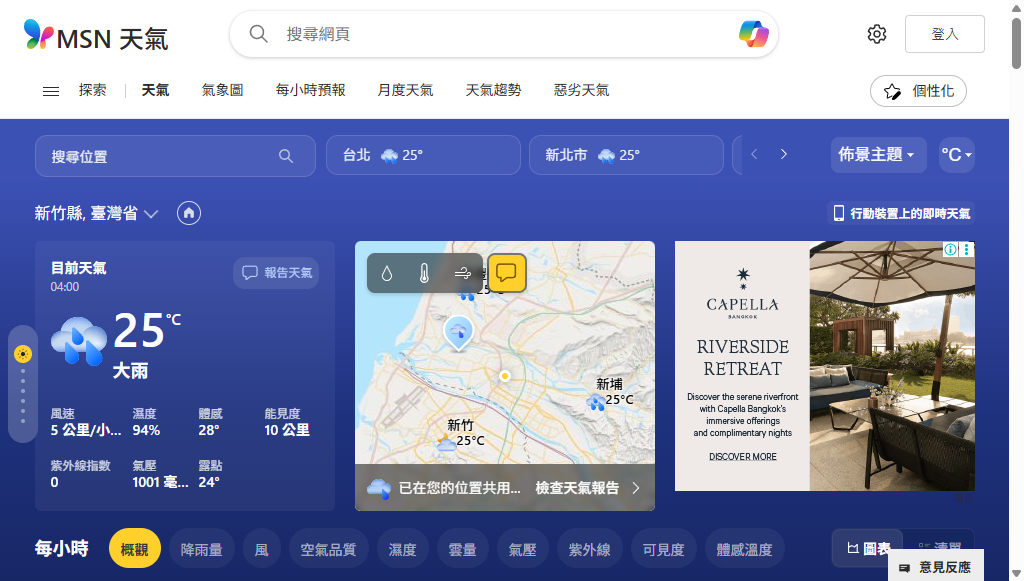 MSN 天氣
搜尋網頁
登入
探索
天氣
氣象圖
每小時預報
月度天氣
天氣趨勢
惡劣天氣
個性化
搜尋位置
台北 25°
新北市 25°
佈景主題
°C
新竹縣, 臺灣省
行動裝置上的即時天氣
目前天氣
04:00
報告天氣
25°C
大雨
風速
5 公里/小...
濕度
94%
體感
28°
能見度
10 公里
紫外線指數
0
氣壓
1001 毫...
露點
24°
新埔
25°C
新竹
25°C
已在您的位置共用...
檢查天氣報告
CAPELLA
BANGKOK
RIVERSIDE
RETREAT
Discover the serene riverfront
with Capella Bangkok's
immersive offerings
and complimentary nights
DISCOVER MORE
每小時
概觀
降雨量
風
空氣品質
濕度
雲量
氣壓
紫外線
可見度
體感溫度
圖表
清單
意見反應